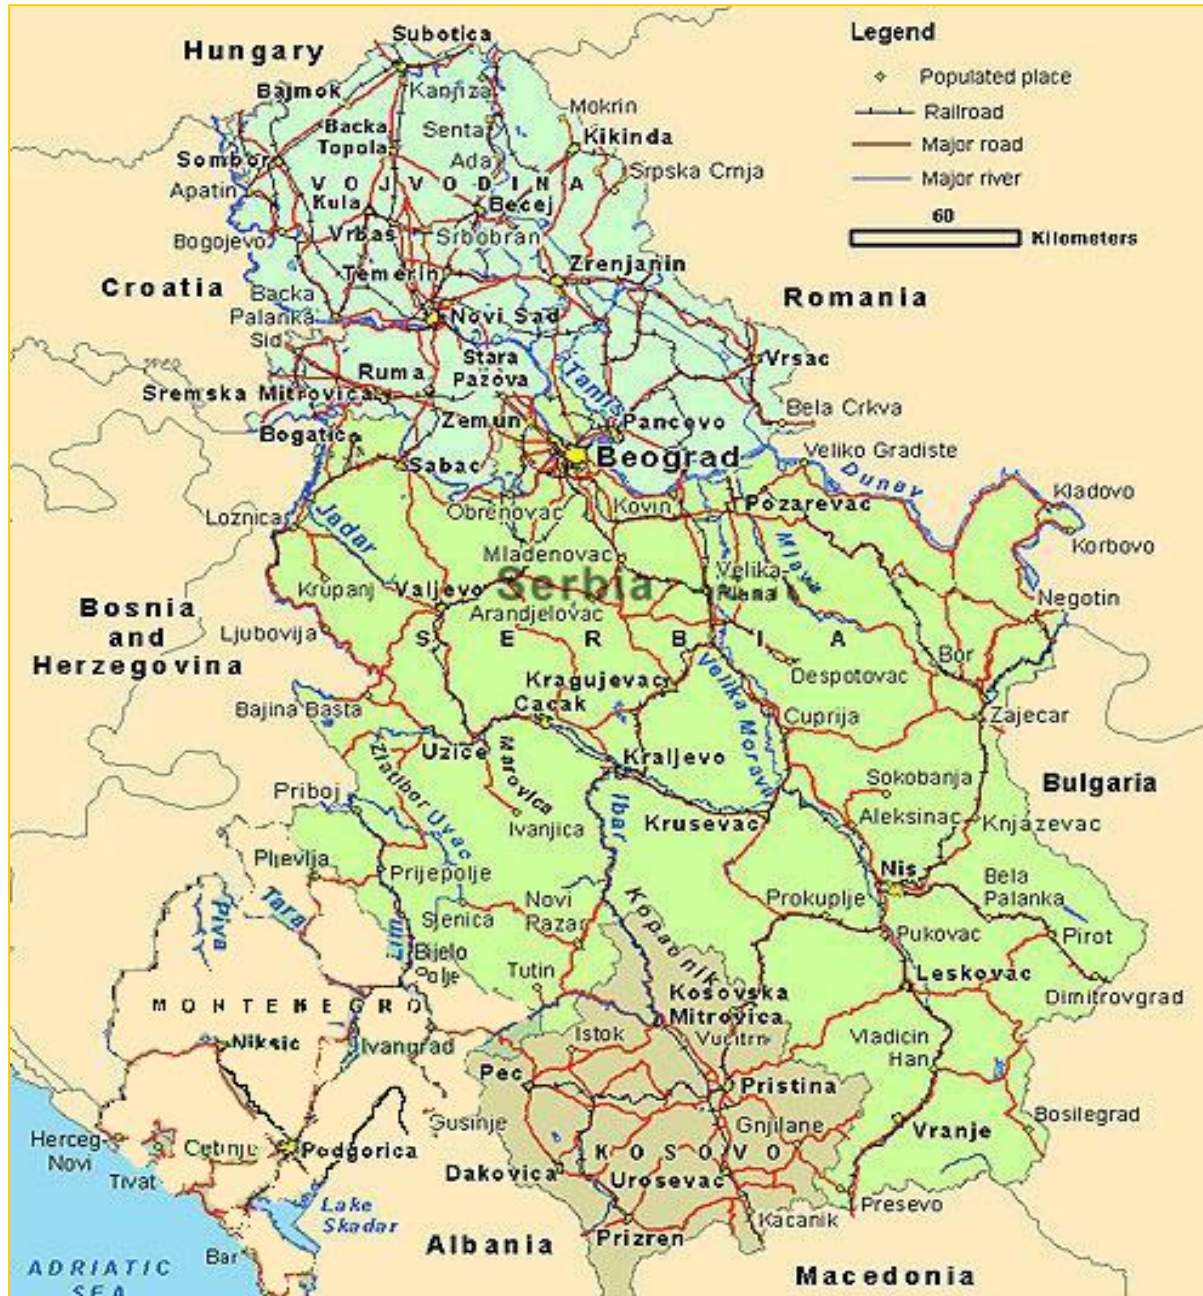 Hungary
Subotica
Legend
Populated place
Railroad
Major road
Major river
60
Kilometers
Bajmok
Kanjiza
Mokrin
Backa
Topola
Senta
Kikinda
Sombor
Ada
Srpska Crnja
Apatin
VOJVODINA
Kula
Becej
Bogojevo
Vrbas
Srbobran
Temerin
Zrenjanin
Croatia
Romania
Backa
Palanka
Novi Sad
Sid
Stara
Pazova
Vrsac
Ruma
Tamis
Sremska Mitrovica
Bela Crkva
Zemun
Pancevo
Bogatic
Beograd
Veliko Gradiste
Sabac
Dunav
Kladovo
Obrenovac
Kovin
Pozarevac
Loznica
Jadar
Korbovo
Mladenovac
Mlava
Serbia
Velika
Plana
Krupanj
Valjevo
Arandjelovac
Negotin
Bosnia
and
Herzegovina
Ljubovija
SERBIA
Bor
Despotovac
Kragujevac
Velika Morava
Bajina Basta
Cacak
Cuprija
Zajecar
Uzice
Moravica
Kraljevo
Zlatibor
Uvac
Sokobanja
Bulgaria
Priboj
Ibar
Ivanjica
Krusevac
Aleksinac
Knjazevac
Pljevlja
Prijepolje
Nis
Bela
Palanka
Piva
Tara
Lim
Sjenica
Novi
Pazar
Kopaonik
Prokuplje
Pukovac
Pirot
Bijelo
Polje
Tutin
Leskovac
Dimitrovgrad
MONTENEGRO
Kosovska
Mitrovica
Niksic
Ivangrad
Istok
Vucitrn
Vladicin
Han
Pec
Pristina
Gusinje
Gnjilane
Bosilegrad
Herceg-
Novi
Cetinje
Podgorica
KOSOVO
Vranje
Tivat
Dakovica
Urosevac
Lake
Skadar
Presevo
Kacanik
Bar
Albania
Prizren
ADRIATIC
SEA
Macedonia